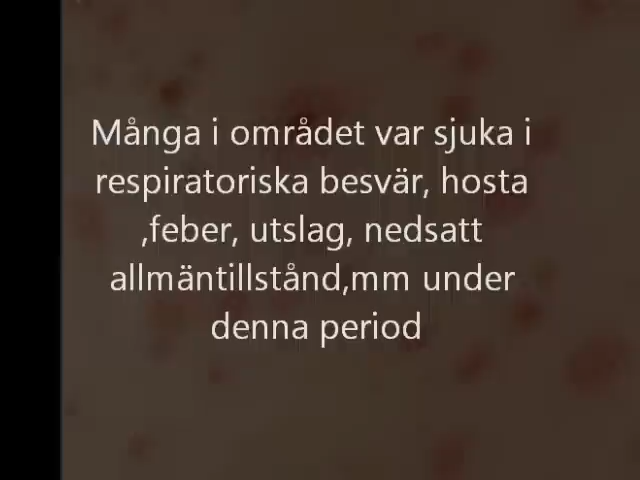 Många i området var sjuka i
respiratoriska besvär, hosta
,feber, utslag, nedsatt
allmäntillstånd,mm under
denna period